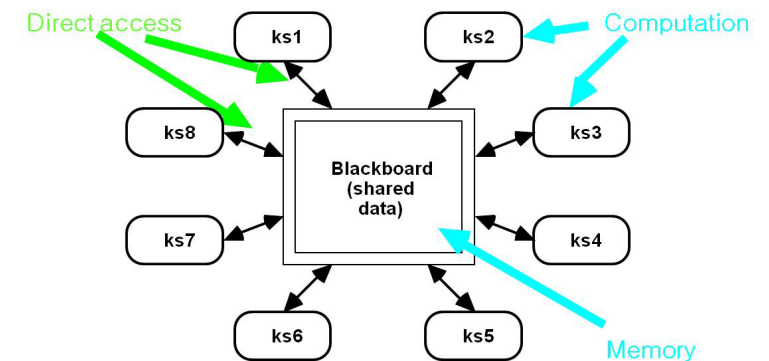 Direct access
ks1
ks2
Computation
ks8
ks3
Blackboard
(shared
data)
ks7
ks4
ks6
ks5
Memory